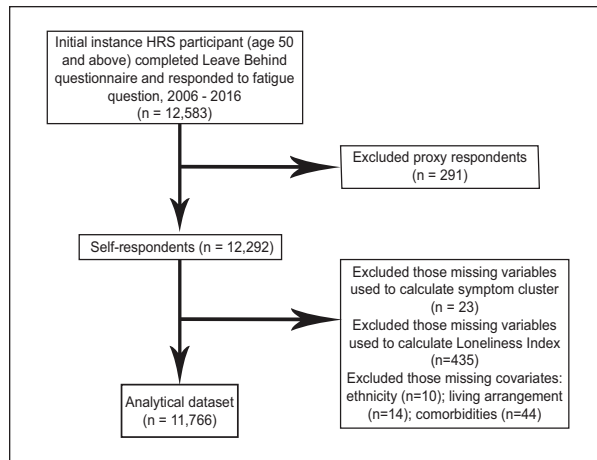 Initial instance HRS participant (age 50
and above) completed Leave Behind
questionnaire and responded to fatigue
question, 2006 - 2016
(n = 12,583)
Excluded proxy respondents
(n = 291)
Self-respondents (n = 12,292)
Excluded those missing variables
used to calculate symptom cluster
(n = 23)
Excluded those missing variables
used to calculate Loneliness Index
(n=435)
Excluded those missing covariates:
ethnicity (n=10); living arrangement
(n=14); comorbidities (n=44)
Analytical dataset
(n = 11,766)